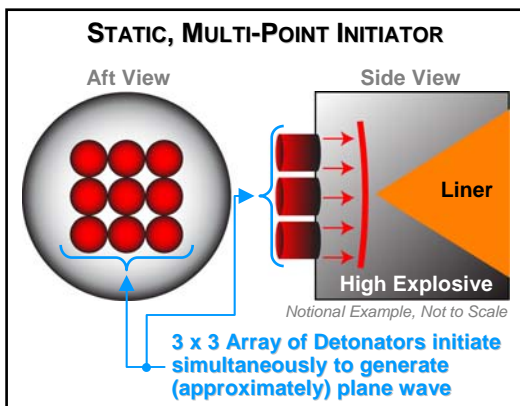 STATIC, MULTI-POINT INITIATOR
Aft View
Side View
Liner
High Explosive
Notional Example, Not to Scale
3 x 3 Array of Detonators initiate
simultaneously to generate
(approximately) plane wave